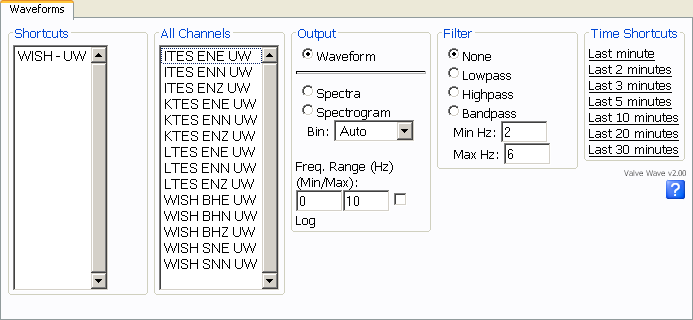 Waveforms
Shortcuts
WISH - UW
All Channels
ITES ENE UW
ITES ENN UW
ITES ENZ UW
KTES ENE UW
KTES ENN UW
KTES ENZ UW
LTES ENE UW
LTES ENN UW
LTES ENZ UW
WISH BHE UW
WISH BHN UW
WISH BHZ UW
WISH SNE UW
WISH SNN UW
Output
Waveform
Spectra
Spectrogram
Bin: Auto
Freq. Range (Hz)
(Min/Max):
0 10
Log
Filter
None
Lowpass
Highpass
Bandpass
Min Hz: 2
Max Hz: 6
Time Shortcuts
Last minute
Last 2 minutes
Last 3 minutes
Last 5 minutes
Last 10 minutes
Last 20 minutes
Last 30 minutes
Valve Wave v2.00
?